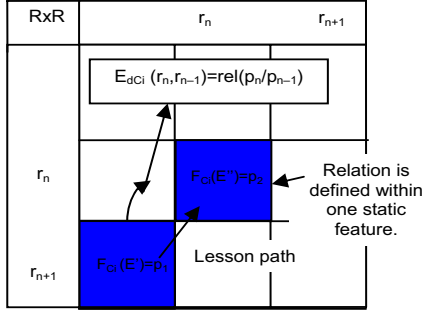 RxR rn rn+1
EdCi (rn,rn–1)=rel(pn/pn–1)
rn
FCi(E'')=p2
Relation is
defined within
one static
feature.
rn+1
(E')=p1
Lesson path